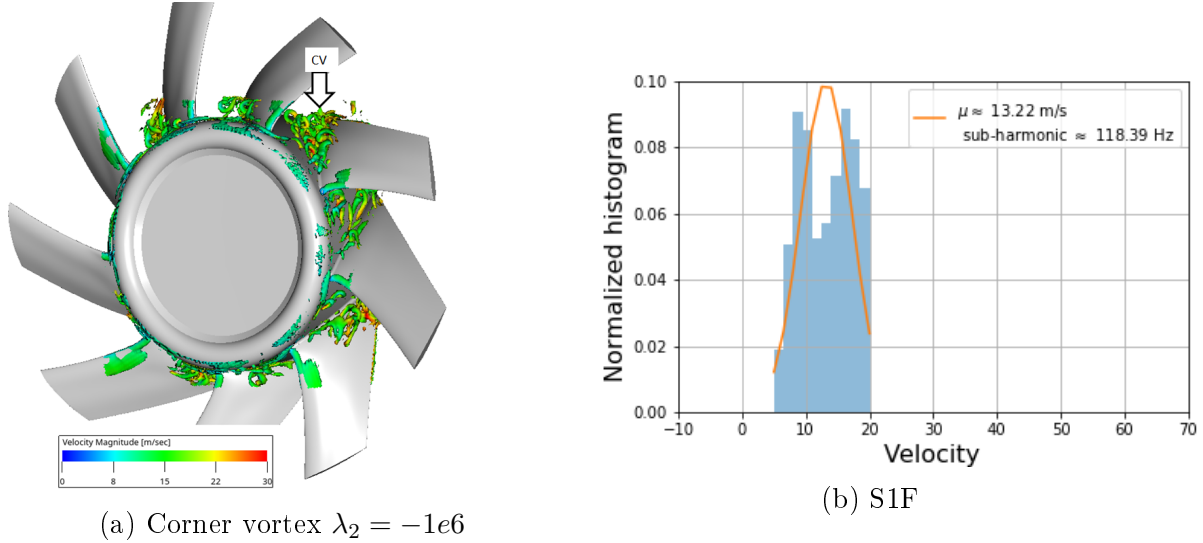 CV
Velocity Magnitude [m/sec]
0 8 15 22 30
(a) Corner vortex λ₂ = −1e6
Normalized histogram
0.10
0.08
0.06
0.04
0.02
0.00
μ≈ 13.22 m/s
sub-harmonic ≈ 118.39 Hz
−10 0 10 20 30 40 50 60 70
Velocity
(b) S1F